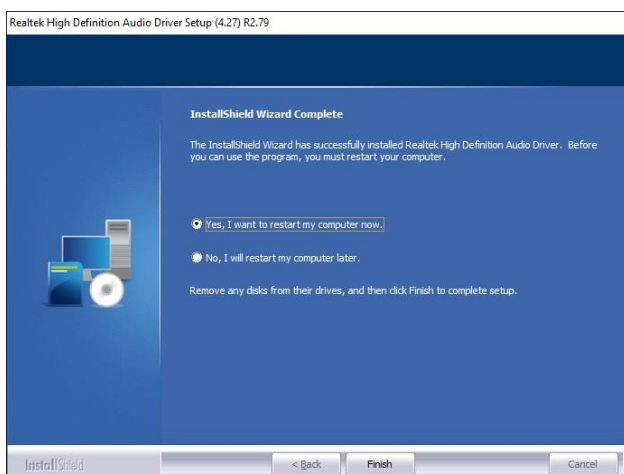 Realtek High Definition Audio Driver Setup (4.27) R2.79
InstallShield Wizard Complete
The InstallShield Wizard has successfully installed Realtek High Definition Audio Driver. Before
you can use the program, you must restart your computer.
Yes, I want to restart my computer now.
No, I will restart my computer later.
Remove any disks from their drives, and then click Finish to complete setup.
InstallShield
< Back
Finish
Cancel